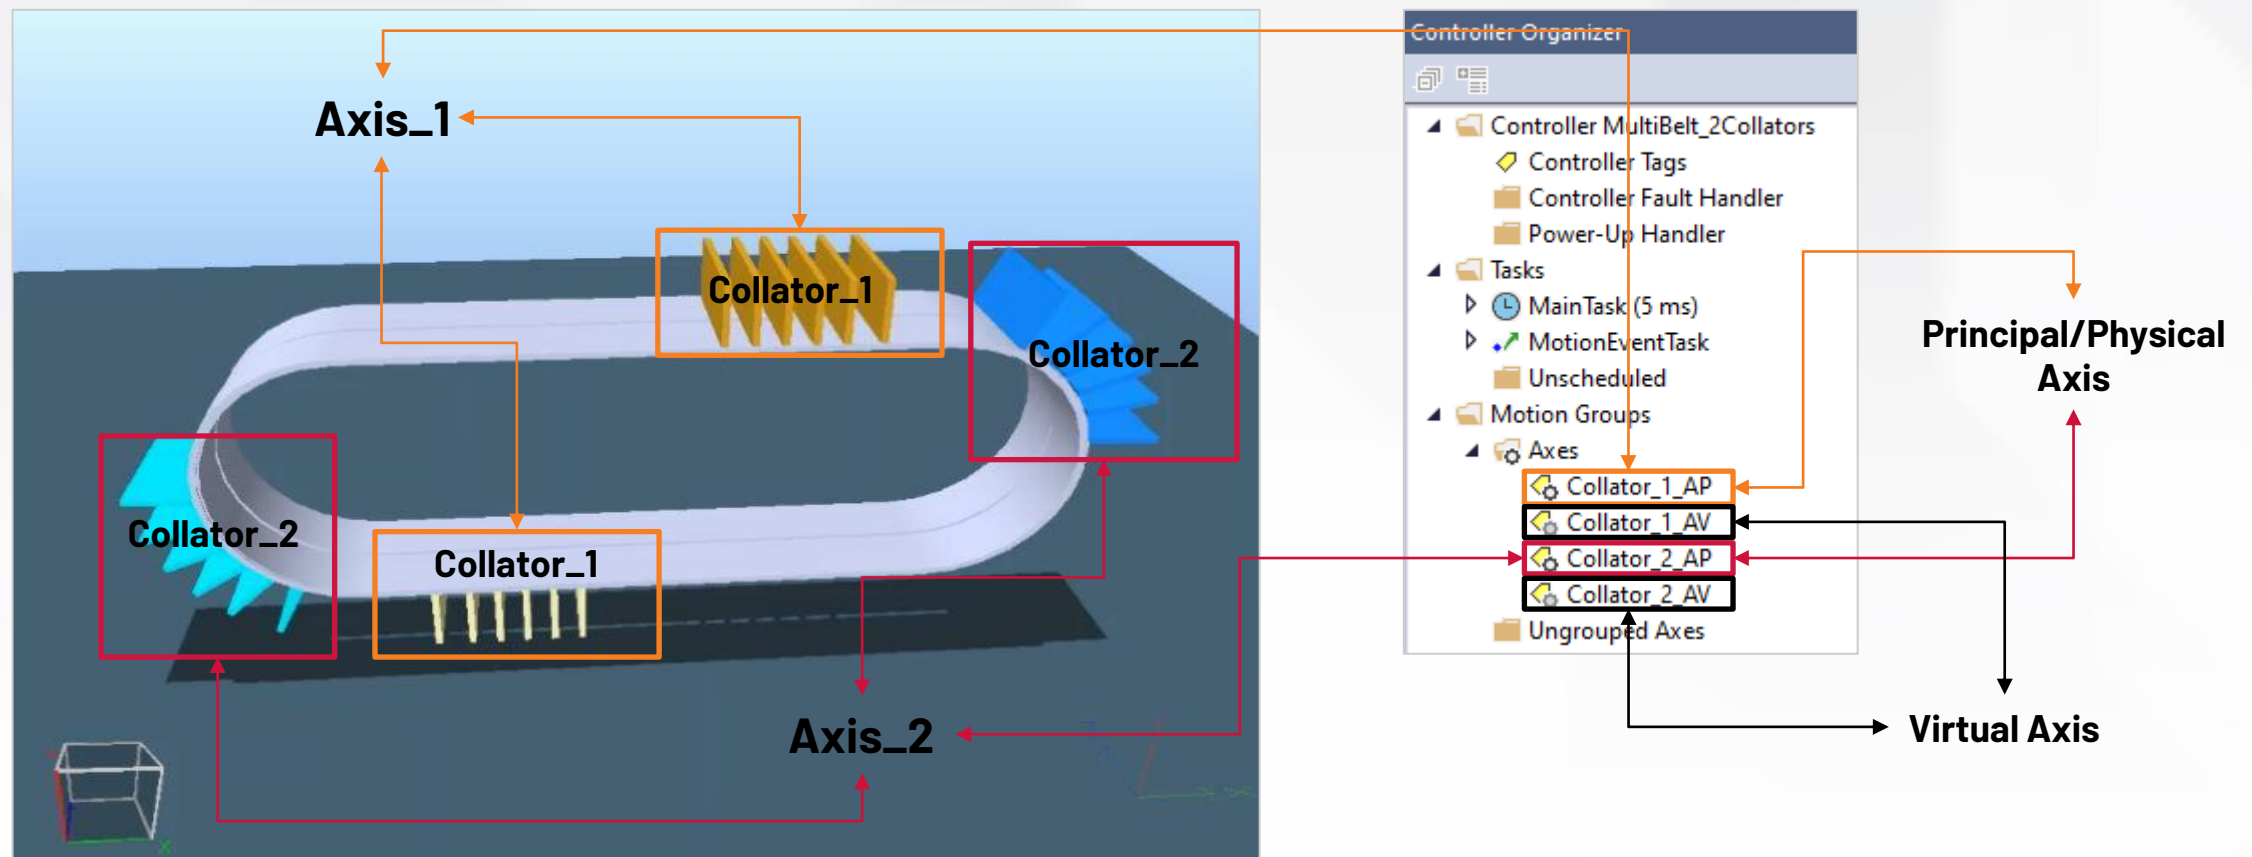 Axis_1
Collator_1
Collator_2
Collator_2
Collator_1
Axis_2
Controller Organizer
Controller MultiBelt_2Collators
Controller Tags
Controller Fault Handler
Power-Up Handler
Tasks
MainTask (5 ms)
MotionEventTask
Unscheduled
Motion Groups
Axes
Collator_1_AP
Collator_1_AV
Collator_2_AP
Collator_2_AV
Ungrouped Axes
Principal/Physical
Axis
Virtual Axis